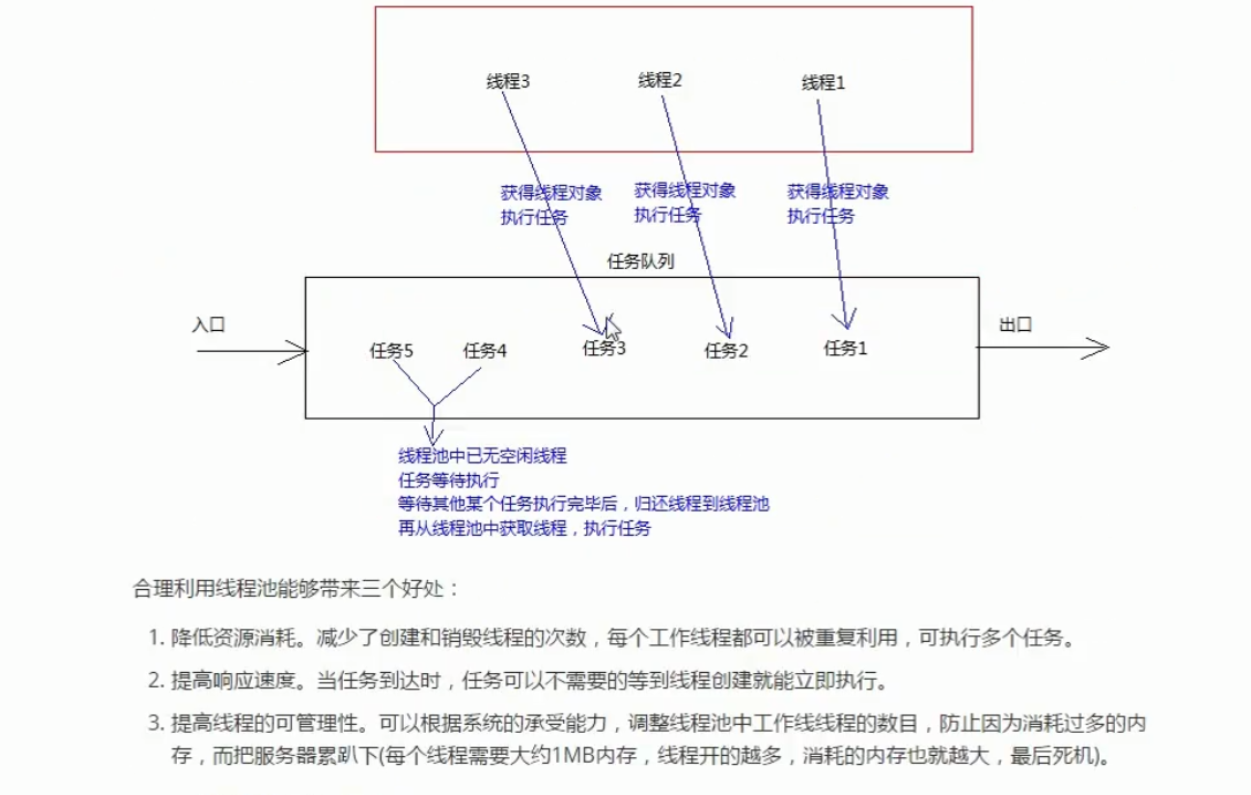 线程3 线程2 线程1
获得线程对象 获得线程对象 获得线程对象
执行任务 执行任务 执行任务
任务队列
入口 出口
任务5 任务4 任务3 任务2 任务1
线程池中已无空闲线程
任务等待执行
等待其他某个任务执行完毕后，归还线程到线程池
再从线程池中获取线程，执行任务
合理利用线程池能够带来三个好处：
1. 降低资源消耗。减少了创建和销毁线程的次数，每个工作线程都可以被重复利用，可执行多个任务。
2. 提高响应速度。当任务到达时，任务可以不需要的等到线程创建就能立即执行。
3. 提高线程的可管理性。可以根据系统的承受能力，调整线程池中工作线线程的数目，防止因为消耗过多的内
存，而把服务器累趴下(每个线程需要大约1MB内存，线程开的越多，消耗的内存也就越大，最后死机)。